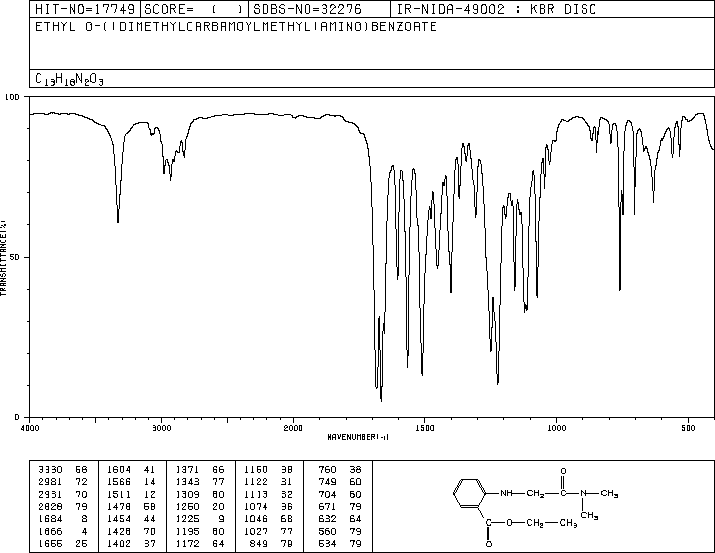 HIT-NO=17749 SCORE= ( ) SDBS-NO=32276 IR-NIDA-49002 : KBR DISC
ETHYL O-((DIMETHYLCARBAMOYLMETHYL)AMINO)BENZOATE
C13H18N2O3
100
50
0
TRANSMITTANCE(%)
4000 3000 2000 1500 1000 500
WAVENUMBER(-1)
3330 58 1604 41 1371 66 1160 38 760 38
2981 72 1566 14 1343 77 1122 31 749 60
2931 70 1511 12 1309 60 1113 32 704 60
2828 79 1478 58 1250 20 1074 36 671 79
1684 8 1454 44 1225 9 1046 68 632 64
1666 4 1428 70 1195 60 1027 77 560 79
1655 25 1402 37 1172 64 849 79 534 79
O
NH—CH2—C—N—CH3
CH3
C—O—CH2—CH3
O